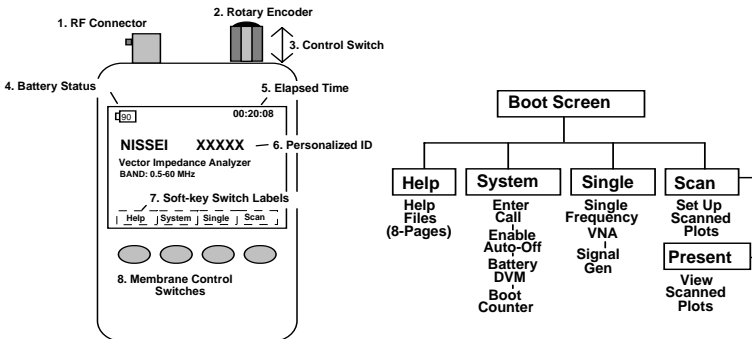 2. Rotary Encoder
1. RF Connector
3. Control Switch
4. Battery Status
5. Elapsed Time
90
00:20:08
NISSEI XXXXX
6. Personalized ID
Vector Impedance Analyzer
BAND: 0.5-60 MHz
7. Soft-key Switch Labels
Help System Single Scan
8. Membrane Control
Switches
Boot Screen
Help
Help
Files
(8-Pages)
System
Enter
Call
Enable
Auto-Off
Battery
DVM
Boot
Counter
Single
Single
Frequency
VNA
Signal
Gen
Scan
Set Up
Scanned
Plots
Present
View
Scanned
Plots